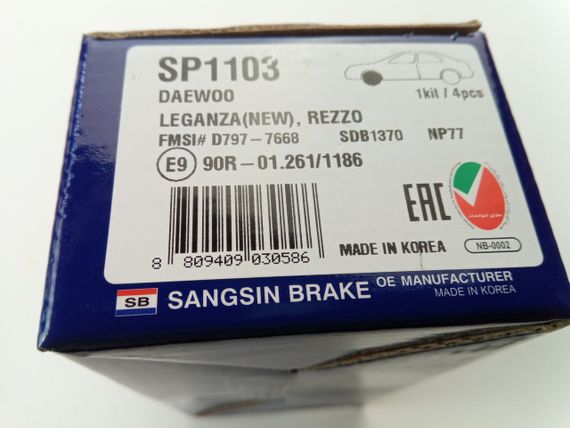 SP1103
1kit / 4pcs
DAEWOO
LEGANZA(NEW), REZZO
FMSI# D797-7668 SDB1370 NP77
E9 90R-01.261/1186
EAC
8 809409 030586
MADE IN KOREA
NB-0002
SB SANGSIN BRAKE
OE MANUFACTURER
MADE IN KOREA